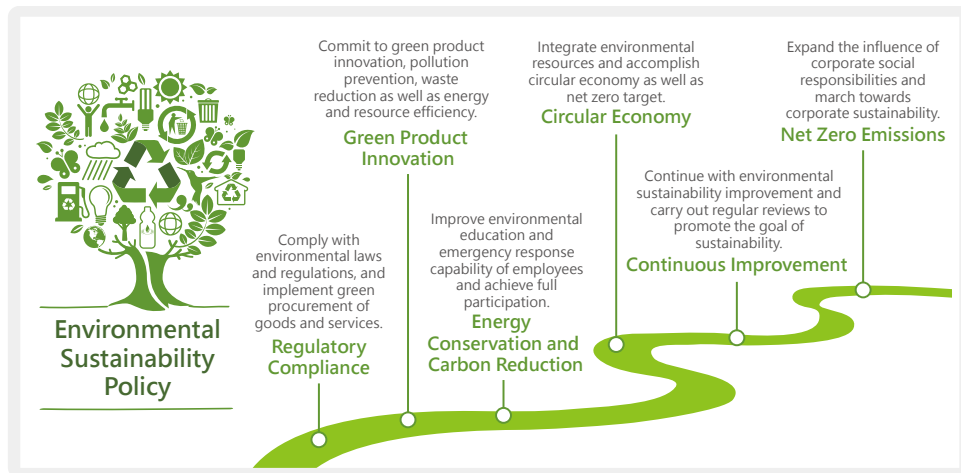 Environmental
Sustainability
Policy
Comply with
environmental laws
and regulations, and
implement green
procurement of
goods and services.
Regulatory
Compliance
Commit to green product
innovation, pollution
prevention, waste
reduction as well as energy
and resource efficiency.
Green Product
Innovation
Improve environmental
education and
emergency response
capability of employees
and achieve full
participation.
Energy
Conservation and
Carbon Reduction
Integrate environmental
resources and accomplish
circular economy as well as
net zero target.
Circular Economy
Continue with environmental
sustainability improvement and
carry out regular reviews to
promote the goal of
sustainability.
Continuous Improvement
Expand the influence of
corporate social
responsibilities and
march towards
corporate sustainability.
Net Zero Emissions